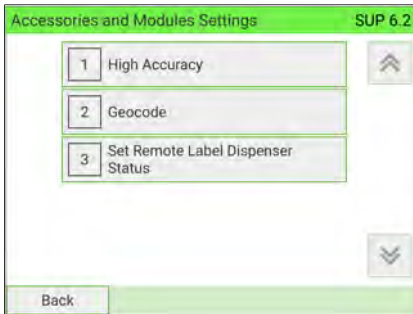 Accessories and Modules Settings SUP 6.2
1 High Accuracy
2 Geocode
3 Set Remote Label Dispenser
Status
Back